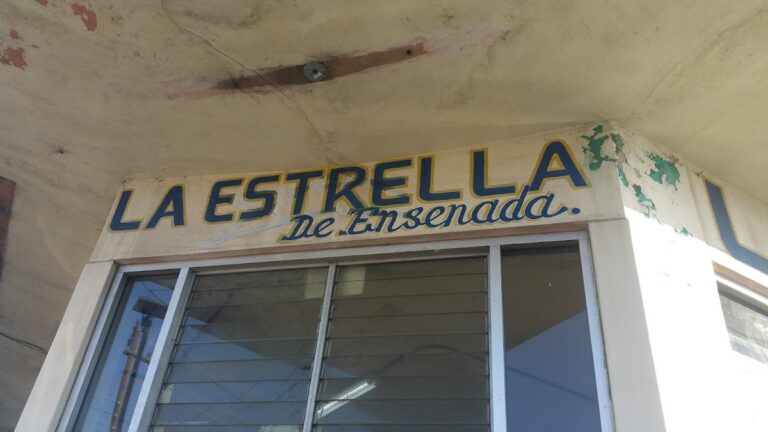 LA ESTRELLA
De Ensenada.
L